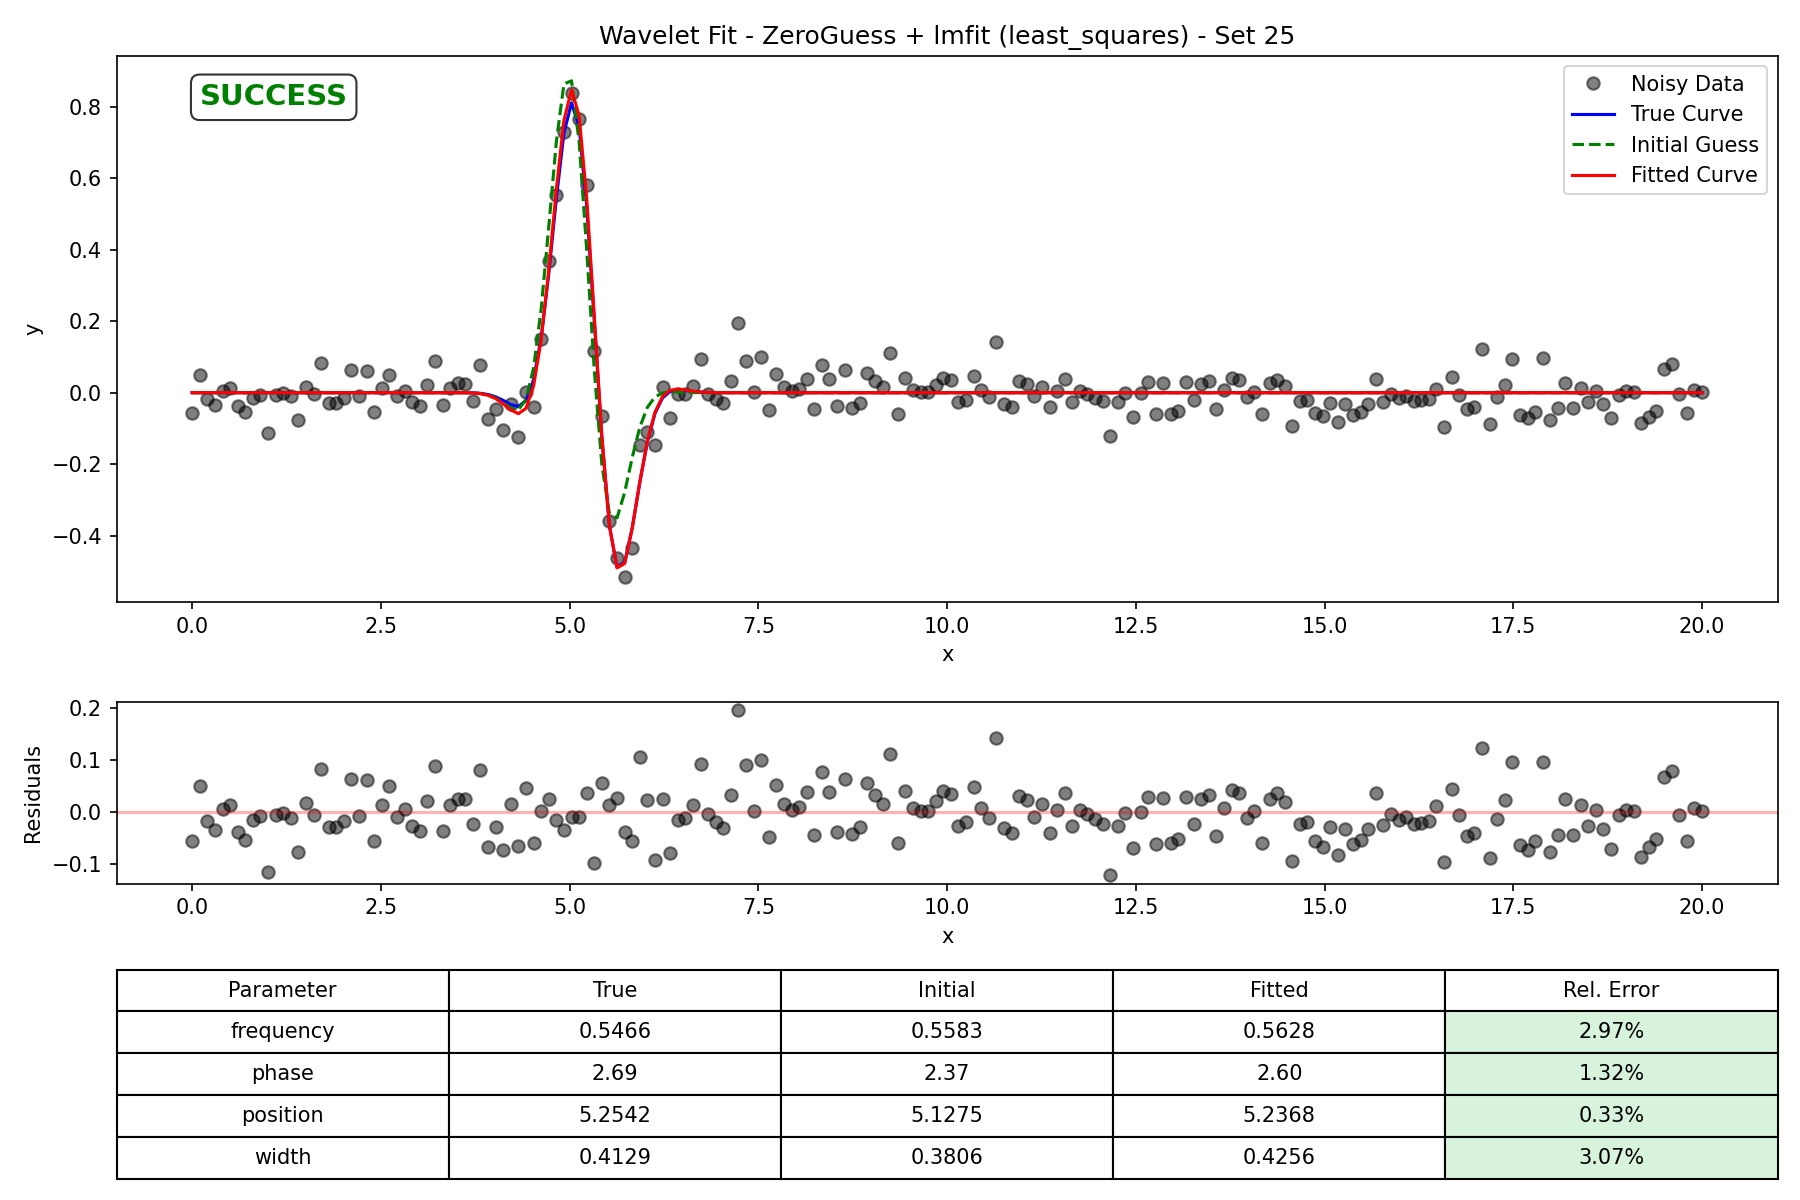 Wavelet Fit - ZeroGuess + lmfit (least_squares) - Set 25
SUCCESS
Noisy Data
True Curve
Initial Guess
Fitted Curve
y
0.8
0.6
0.4
0.2
0.0
−0.2
−0.4
0.0 2.5 5.0 7.5 10.0 12.5 15.0 17.5 20.0
x
Residuals
0.2
0.1
0.0
−0.1
0.0 2.5 5.0 7.5 10.0 12.5 15.0 17.5 20.0
x
Parameter True Initial Fitted Rel. Error
frequency 0.5466 0.5583 0.5628 2.97%
phase 2.69 2.37 2.60 1.32%
position 5.2542 5.1275 5.2368 0.33%
width 0.4129 0.3806 0.4256 3.07%